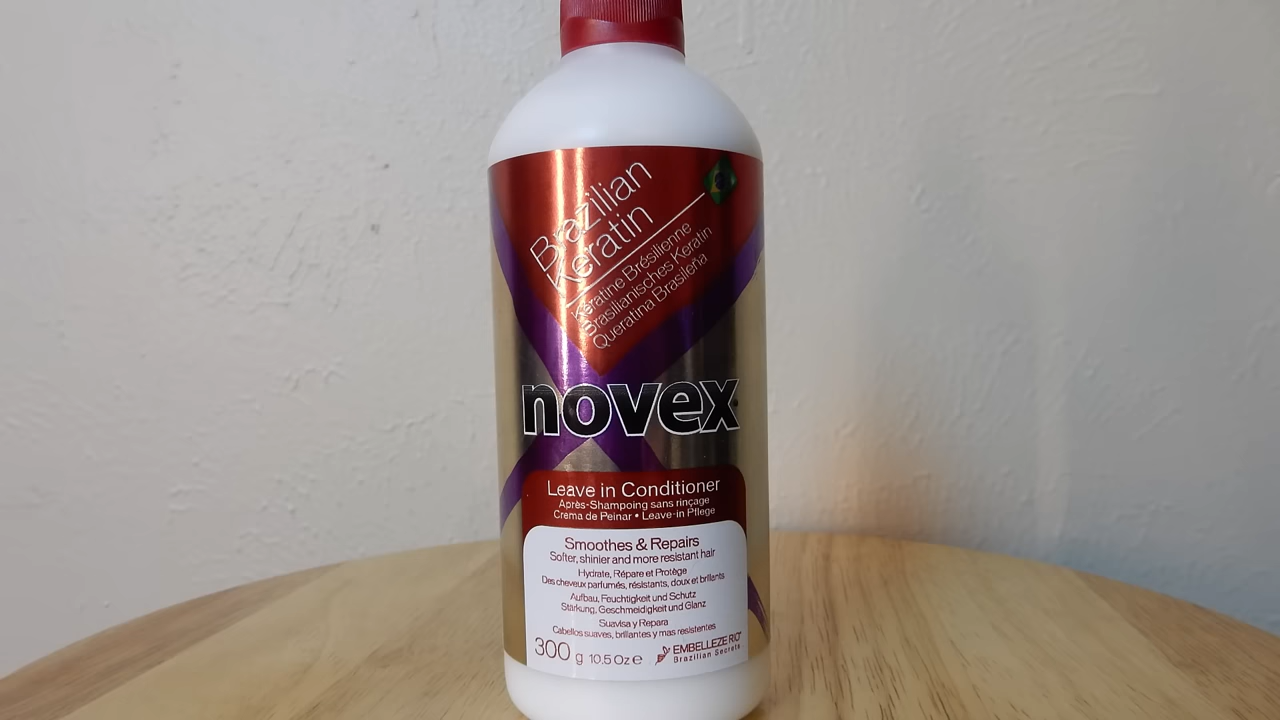 Brazilian
Keratin
Kératine Brésilienne
Brasilianisches Keratin
Queratina Brasileña
novex
Leave in Conditioner
Après-Shampoing sans rinçage
Crema de Peinar • Leave-in Pflege
Smoothes & Repairs
Softer, shinier and more resistant hair
Hydrate, Répare et Protège
Des cheveux parfumés, résistants, doux et brillants
Aufbau, Feuchtigkeit und Schutz
Stärkung, Geschmeidigkeit und Glanz
Suavisa y Repara
Cabellos suaves, brillantes y mas resistentes
300 g 10.5 Oz e
EMBELLEZE RIO
Brazilian Secrets